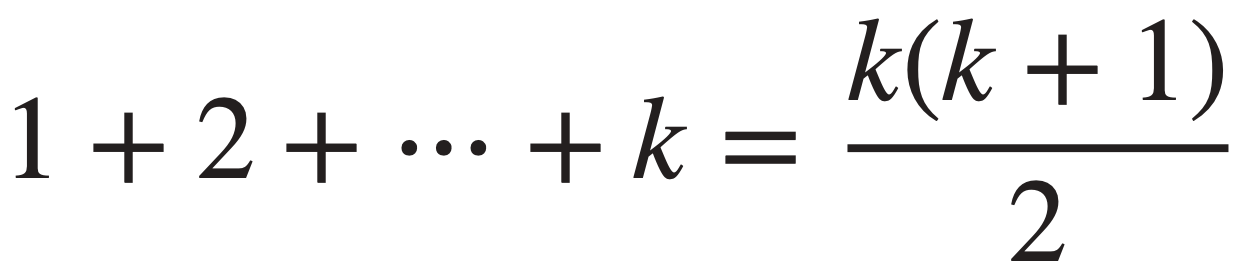 1 + 2 + ⋯ + k = k(k + 1)/2